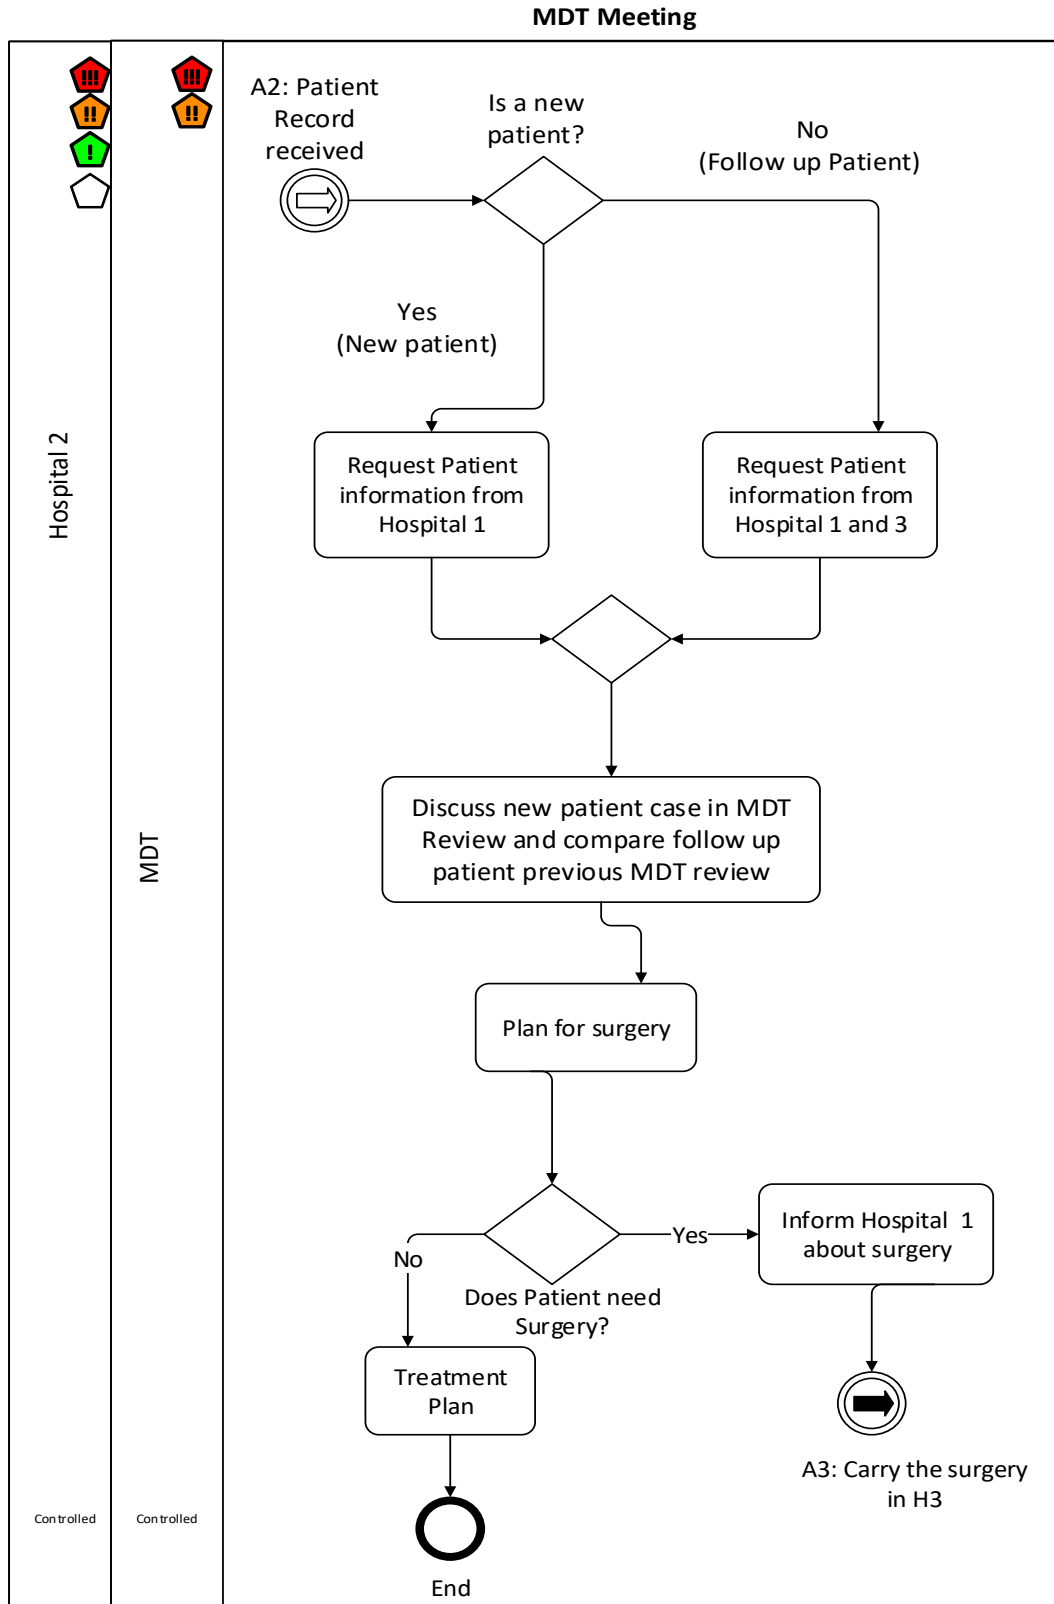 MDT Meeting
!!!
!!
!
!!!
!!
Hospital 2
MDT
Controlled
Controlled
A2: Patient
Record
received
Is a new
patient?
No
(Follow up Patient)
Yes
(New patient)
Request Patient
information from
Hospital 1
Request Patient
information from
Hospital 1 and 3
Discuss new patient case in MDT
Review and compare follow up
patient previous MDT review
Plan for surgery
No
Yes
Does Patient need
Surgery?
Inform Hospital 1
about surgery
Treatment
Plan
A3: Carry the surgery
in H3
End